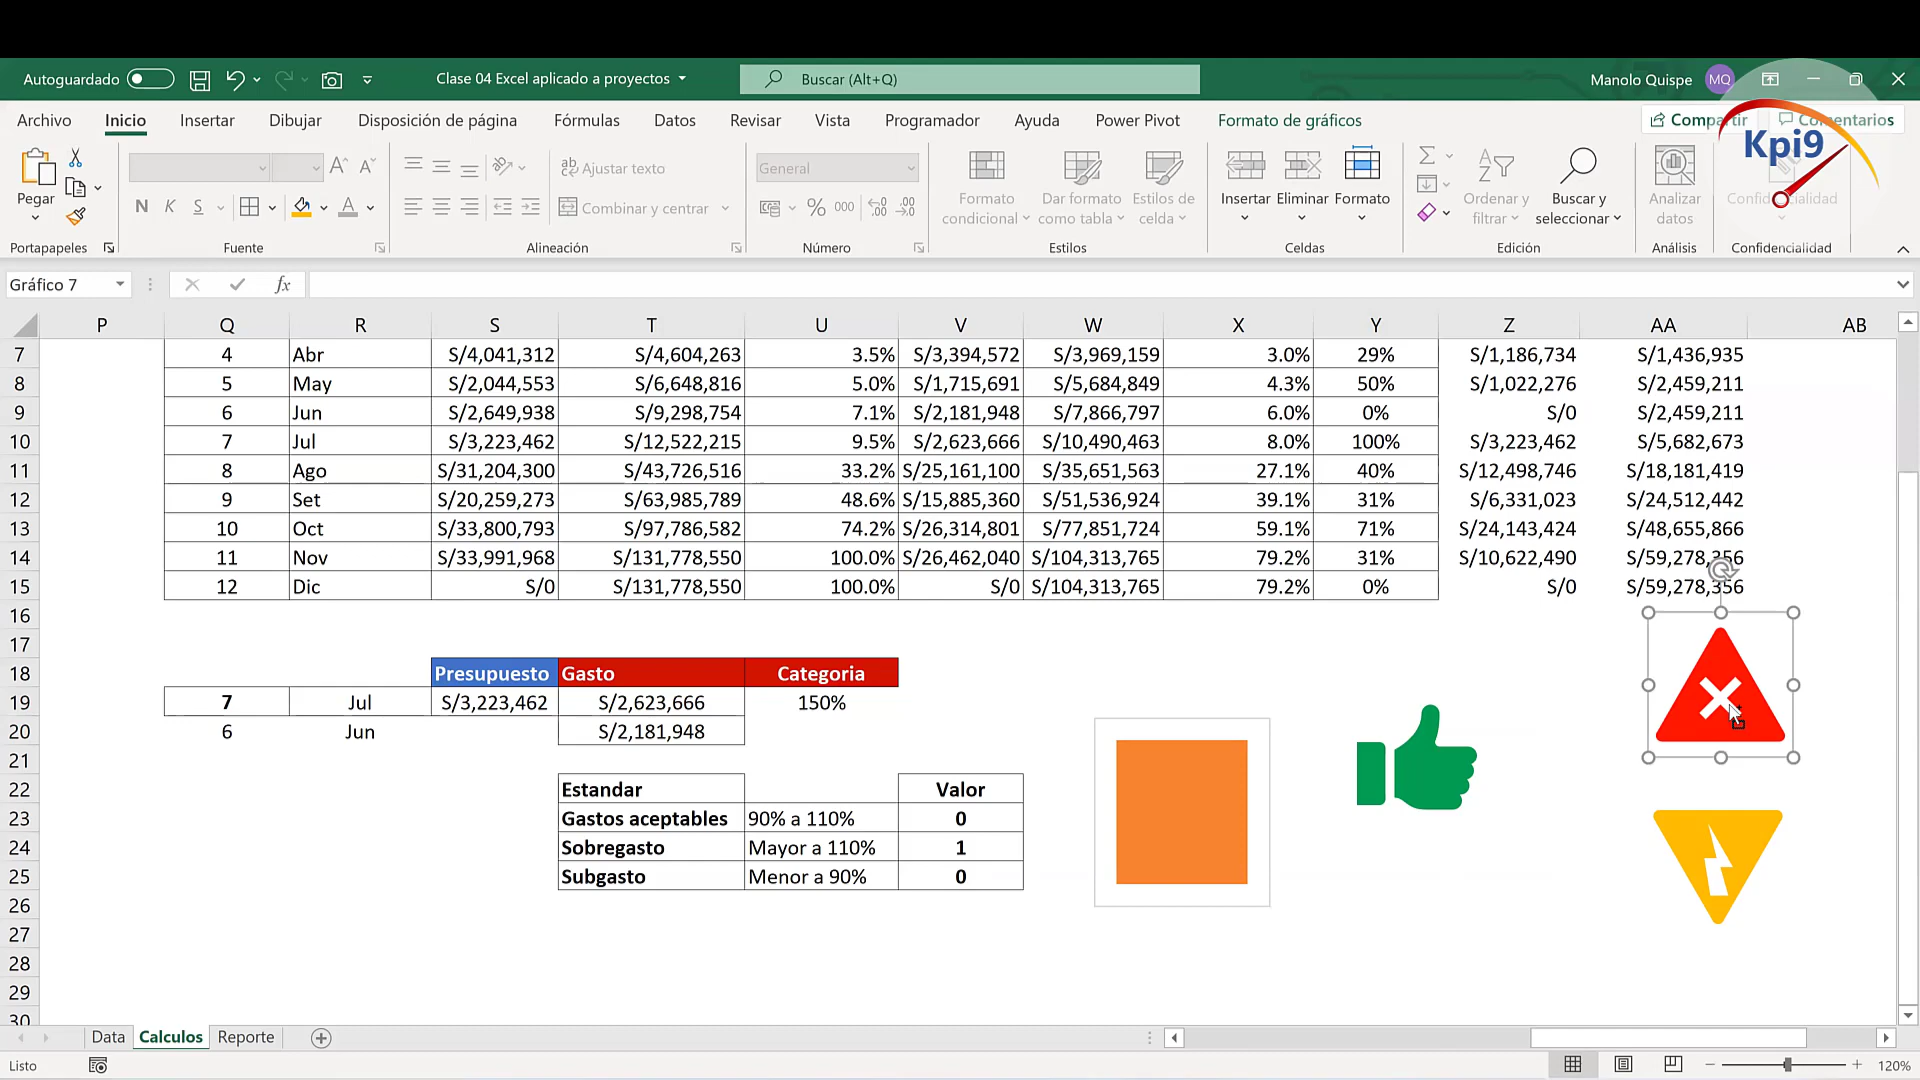 Autoguardado Clase 04 Excel aplicado a proyectos Buscar (Alt+Q) Manolo Quispe MQ
Archivo Inicio Insertar Dibujar Disposición de página Fórmulas Datos Revisar Vista Programador Ayuda Power Pivot Formato de gráficos Compartir Comentarios
Kpi9
Pegar
N K S
A A A
Ajustar texto
Combinar y centrar
General
% 000
Formato condicional
Dar formato como tabla
Estilos de celda
Insertar Eliminar Formato
Ordenar y filtrar
Buscar y seleccionar
Analizar datos
Confidencialidad
Portapapeles Fuente Alineación Número Estilos Celdas Edición Análisis Confidencialidad
Gráfico 7 fx
P Q R S T U V W X Y Z AA AB
7 4 Abr S/4,041,312 S/4,604,263 3.5% S/3,394,572 S/3,969,159 3.0% 29% S/1,186,734 S/1,436,935
8 5 May S/2,044,553 S/6,648,816 5.0% S/1,715,691 S/5,684,849 4.3% 50% S/1,022,276 S/2,459,211
9 6 Jun S/2,649,938 S/9,298,754 7.1% S/2,181,948 S/7,866,797 6.0% 0% S/0 S/2,459,211
10 7 Jul S/3,223,462 S/12,522,215 9.5% S/2,623,666 S/10,490,463 8.0% 100% S/3,223,462 S/5,682,673
11 8 Ago S/31,204,300 S/43,726,516 33.2% S/25,161,100 S/35,651,563 27.1% 40% S/12,498,746 S/18,181,419
12 9 Set S/20,259,273 S/63,985,789 48.6% S/15,885,360 S/51,536,924 39.1% 31% S/6,331,023 S/24,512,442
13 10 Oct S/33,800,793 S/97,786,582 74.2% S/26,314,801 S/77,851,724 59.1% 71% S/24,143,424 S/48,655,866
14 11 Nov S/33,991,968 S/131,778,550 100.0% S/26,462,040 S/104,313,765 79.2% 31% S/10,622,490 S/59,278,356
15 12 Dic S/0 S/131,778,550 100.0% S/0 S/104,313,765 79.2% 0% S/0 S/59,278,356
16
17
18 Presupuesto Gasto Categoria
19 7 Jul S/3,223,462 S/2,623,666 150%
20 6 Jun S/2,181,948
21
22 Estandar Valor
23 Gastos aceptables 90% a 110% 0
24 Sobregasto Mayor a 110% 1
25 Subgasto Menor a 90% 0
26
27
28
29
30
Data Calculos Reporte
Listo 120%